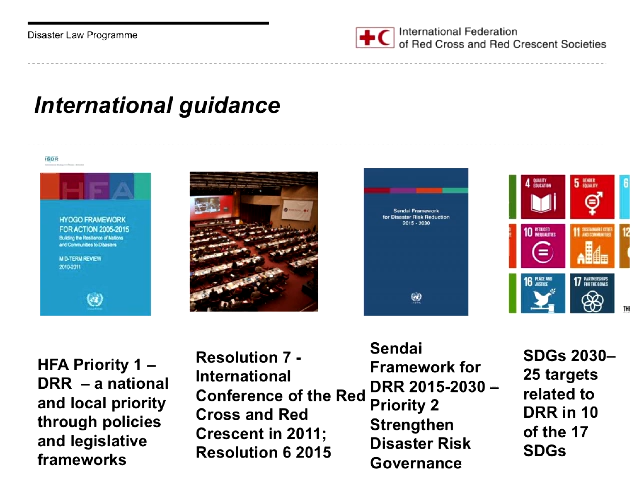 Disaster Law Programme
International Federation
of Red Cross and Red Crescent Societies
International guidance
HFA
HYOGO FRAMEWORK
FOR ACTION 2005-2015
Building the Resilience of Nations
and Communities to Disasters
MID-TERM REVIEW
2010-2011
Sendai Framework
for Disaster Risk Reduction
2015 - 2030
4 QUALITY EDUCATION
5 GENDER EQUALITY
6
10 REDUCED INEQUALITIES
11 SUSTAINABLE CITIES AND COMMUNITIES
12
16 PEACE AND JUSTICE
17 PARTNERSHIPS FOR THE GOALS
HFA Priority 1 –
DRR – a national
and local priority
through policies
and legislative
frameworks
Resolution 7 -
International
Conference of the Red
Cross and Red
Crescent in 2011;
Resolution 6 2015
Sendai
Framework for
DRR 2015-2030 –
Priority 2
Strengthen
Disaster Risk
Governance
SDGs 2030–
25 targets
related to
DRR in 10
of the 17
SDGs